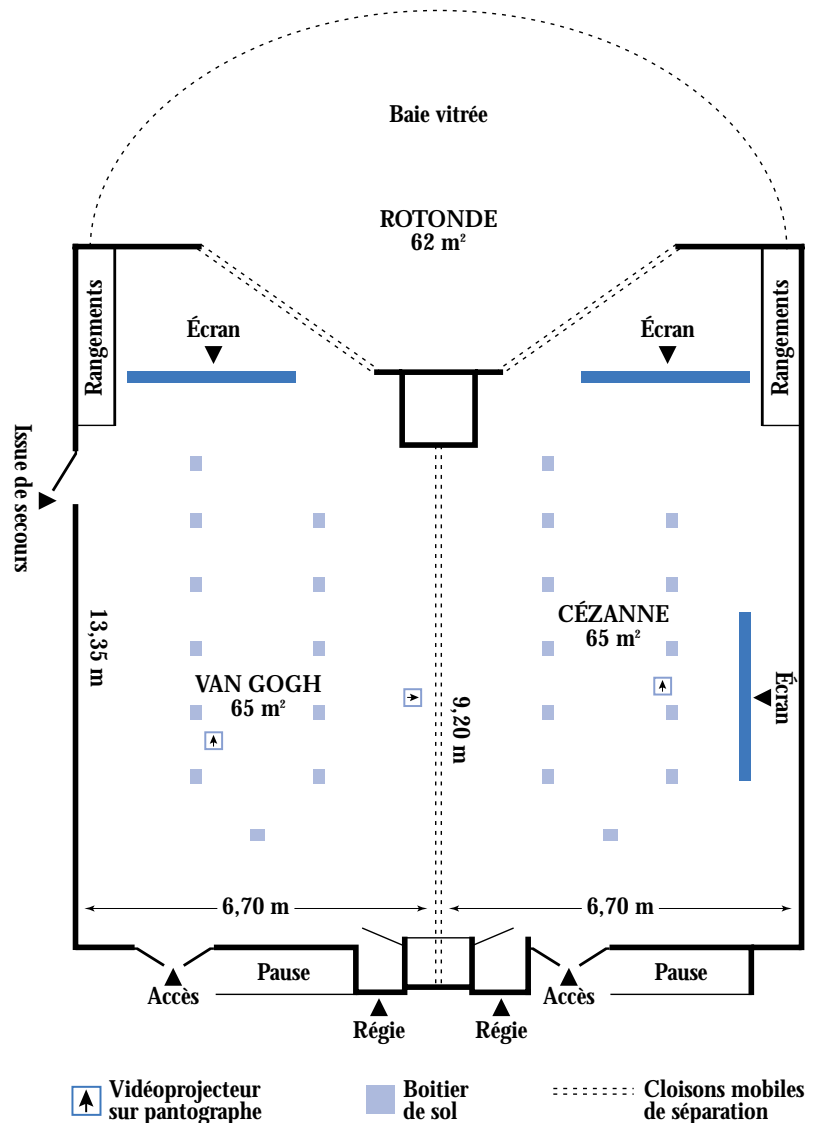 Baie vitrée
ROTONDE
62 m²
Rangements
Écran
Écran
Rangements
Issue de secours
13,35 m
CÉZANNE
65 m²
VAN GOGH
65 m²
9,20 m
Écran
6,70 m
6,70 m
Accès
Pause
Régie
Régie
Accès
Pause
Vidéoprojecteur
sur pantographe
Boitier
de sol
Cloisons mobiles
de séparation